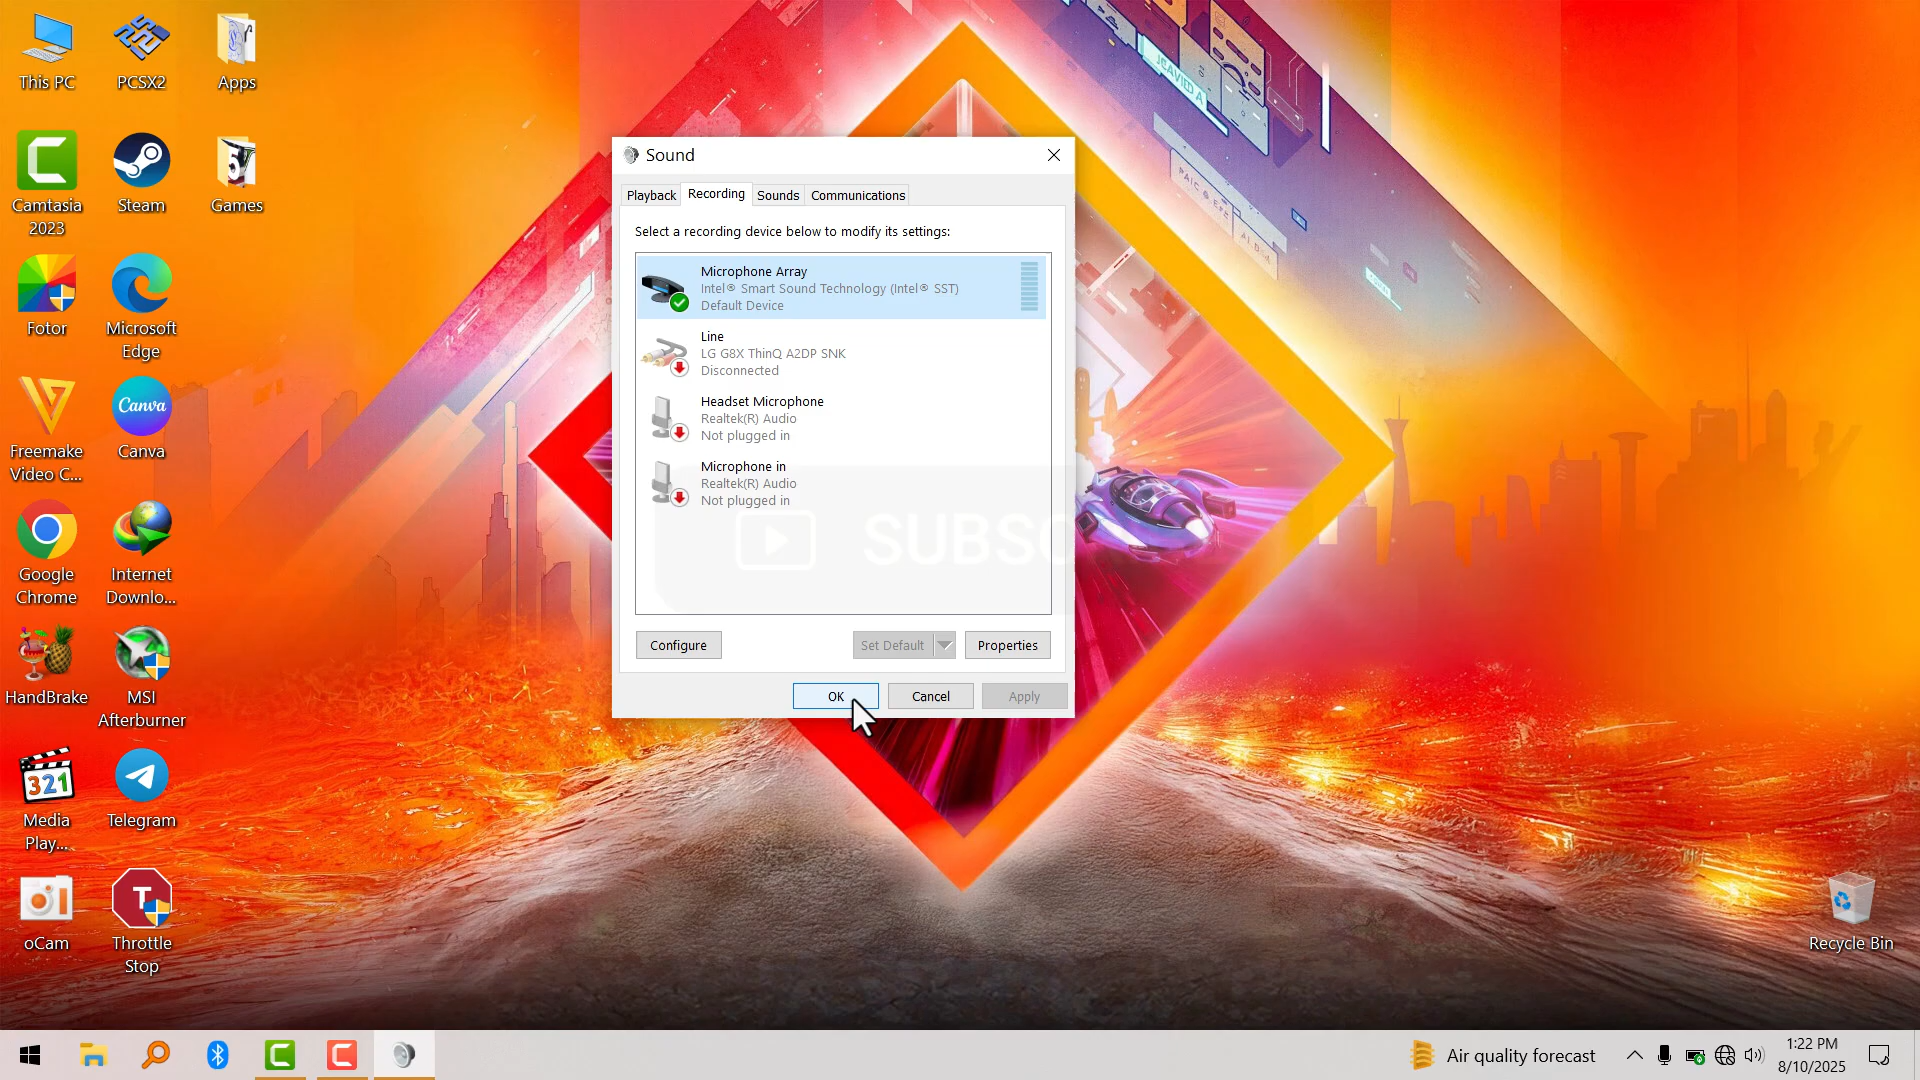 This PC
PCSX2
Apps
Camtasia
2023
Steam
Games
Fotor
Microsoft
Edge
Freemake
Video C...
Canva
Canva
Google
Chrome
Internet
Downlo...
HandBrake
MSI
Afterburner
321
Media
Play...
Telegram
oCam
T
Throttle
Stop
Sound
Playback
Recording
Sounds
Communications
Select a recording device below to modify its settings:
Microphone Array
Intel® Smart Sound Technology (Intel® SST)
Default Device
Line
LG G8X ThinQ A2DP SNK
Disconnected
Headset Microphone
Realtek(R) Audio
Not plugged in
Microphone in
Realtek(R) Audio
Not plugged in
SUBSC
Configure
Set Default
Properties
OK
Cancel
Apply
Recycle Bin
Air quality forecast
1:22 PM
8/10/2025